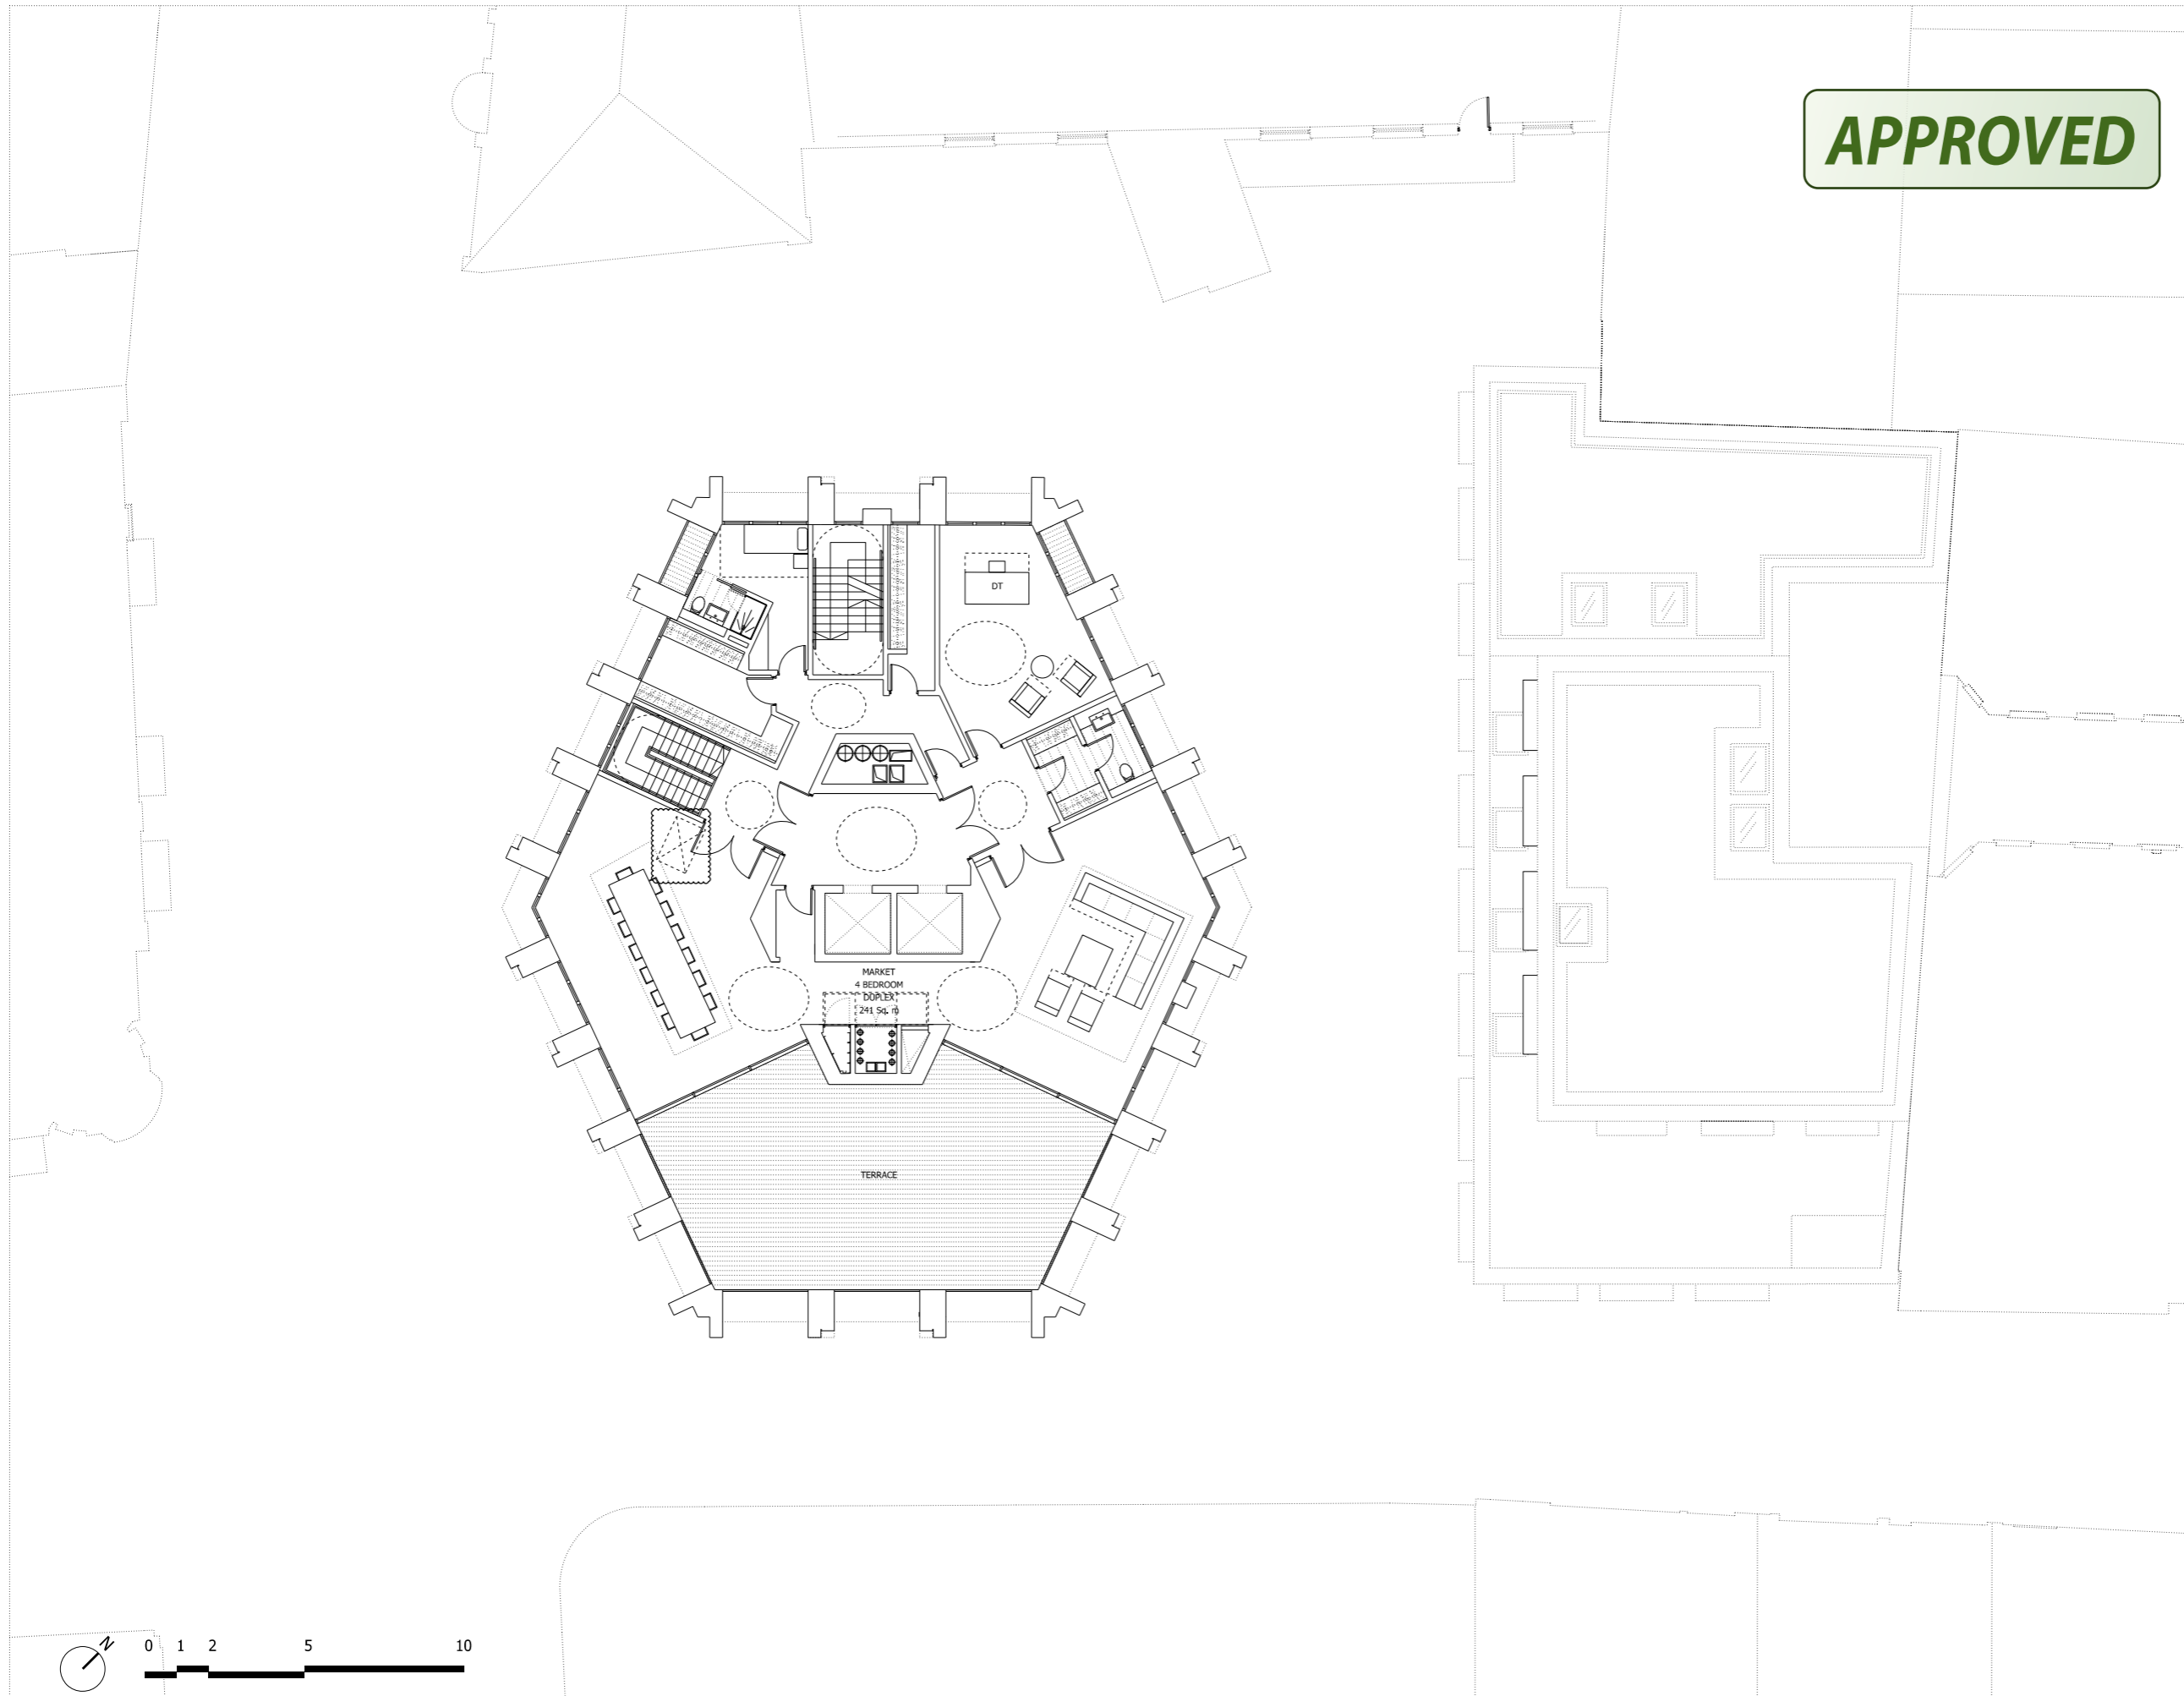 APPROVED
DT
MARKET
4 BEDROOM
DUPLEX
241 Sq. m
TERRACE
N
0 1 2 5 10